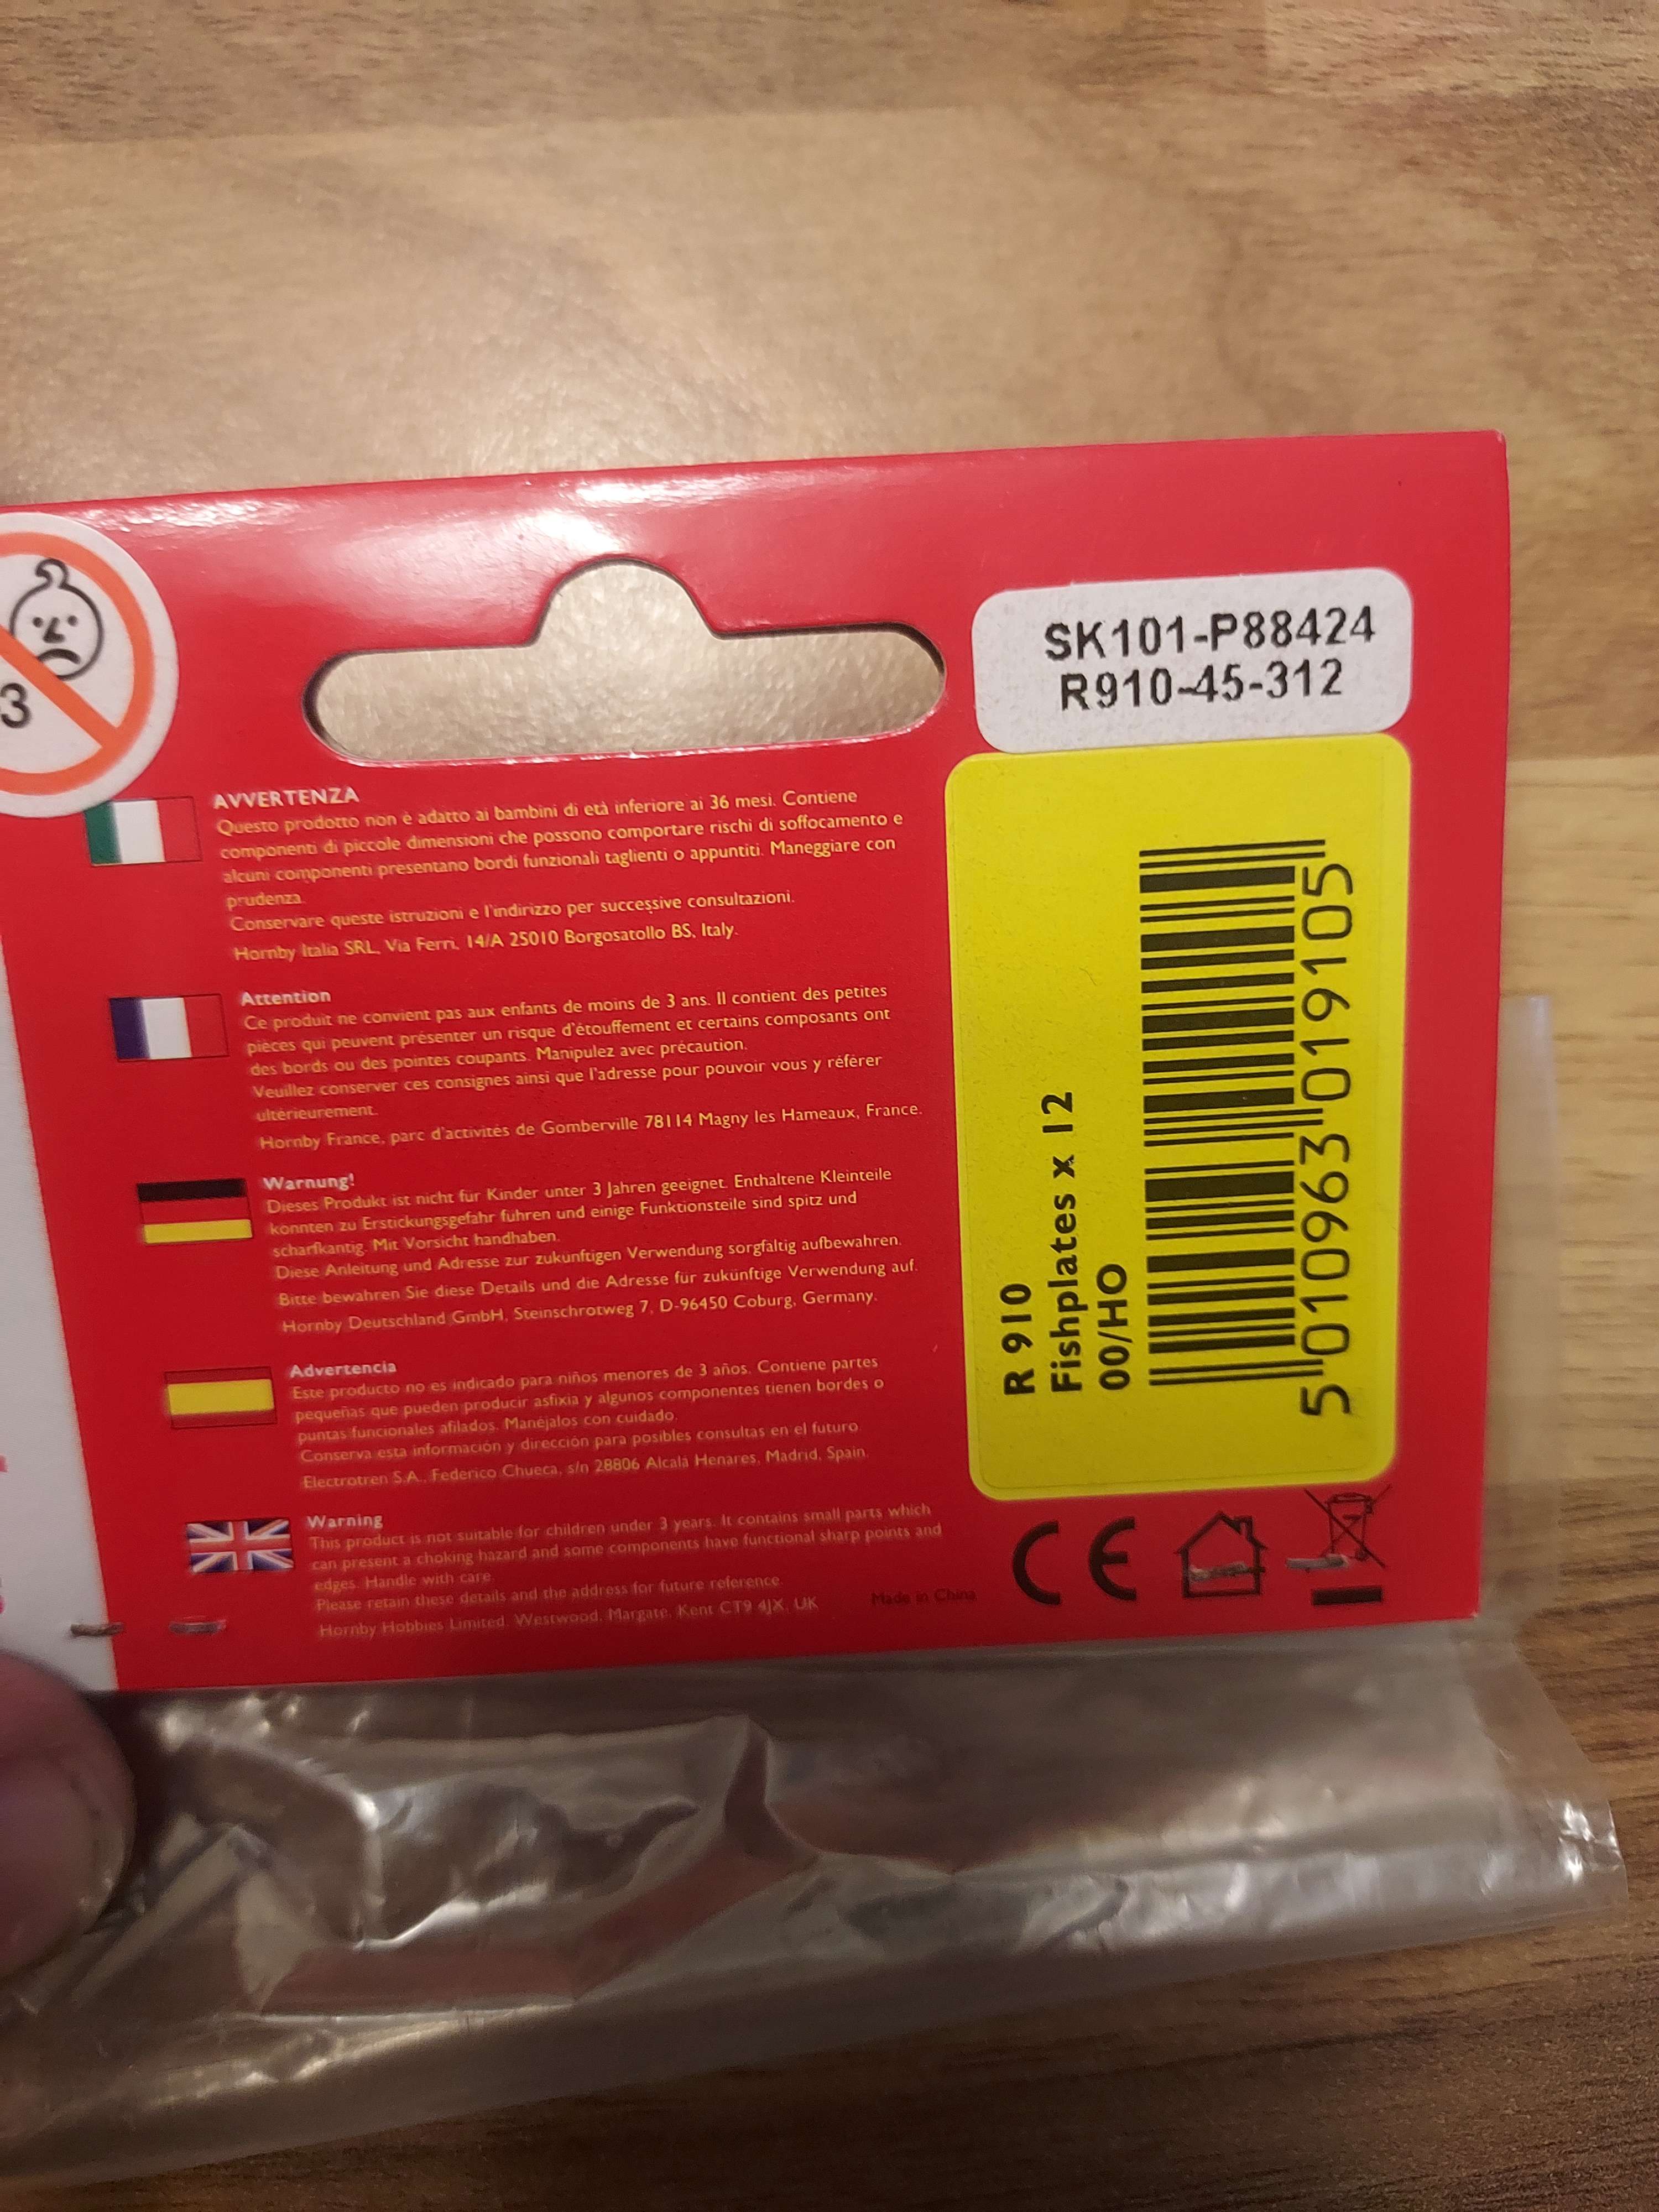 3
SK101-P88424
R910-45-312
AVVERTENZA
Questo prodotto non è adatto ai bambini di età inferiore ai 36 mesi. Contiene
componenti di piccole dimensioni che possono comportare rischi di soffocamento e
alcuni componenti presentano bordi funzionali taglienti o appuntiti. Maneggiare con
prudenza.
Conservare queste istruzioni e l'indirizzo per successive consultazioni.
Hornby Italia SRL, Via Ferri, 14/A 25010 Borgosatollo BS, Italy.
Attention
Ce produit ne convient pas aux enfants de moins de 3 ans. Il contient des petites
pièces qui peuvent présenter un risque d'étouffement et certains composants ont
des bords ou des pointes coupants. Manipulez avec précaution.
Veuillez conserver ces consignes ainsi que l'adresse pour pouvoir vous y référer
ultérieurement.
Hornby France, parc d'activités de Gomberville 78114 Magny les Hameaux, France.
Warnung!
Dieses Produkt ist nicht für Kinder unter 3 Jahren geeignet. Enthaltene Kleinteile
könnten zu Erstickungsgefahr führen und einige Funktionsteile sind spitz und
scharfkantig. Mit Vorsicht handhaben.
Diese Anleitung und Adresse zur zukünftigen Verwendung sorgfältig aufbewahren.
Bitte bewahren Sie diese Details und die Adresse für zukünftige Verwendung auf.
Hornby Deutschland GmbH, Steinschrotweg 7, D-96450 Coburg, Germany.
Advertencia
Este producto no es indicado para niños menores de 3 años. Contiene partes
pequeñas que pueden producir asfixia y algunos componentes tienen bordes o
puntas funcionales afilados. Manéjalos con cuidado.
Conserva esta información y dirección para posibles consultas en el futuro
Electrotren S.A., Federico Chueca, s/n 28806 Alcalá Henares, Madrid, Spain.
Warning
This product is not suitable for children under 3 years. It contains small parts which
can present a choking hazard and some components have functional sharp points and
edges. Handle with care.
Please retain these details and the address for future reference.
Hornby Hobbies Limited, Westwood, Margate, Kent CT9 4JX, UK
Made in China
R 910
Fishplates x 12
00/HO
5 010963 019105
CE